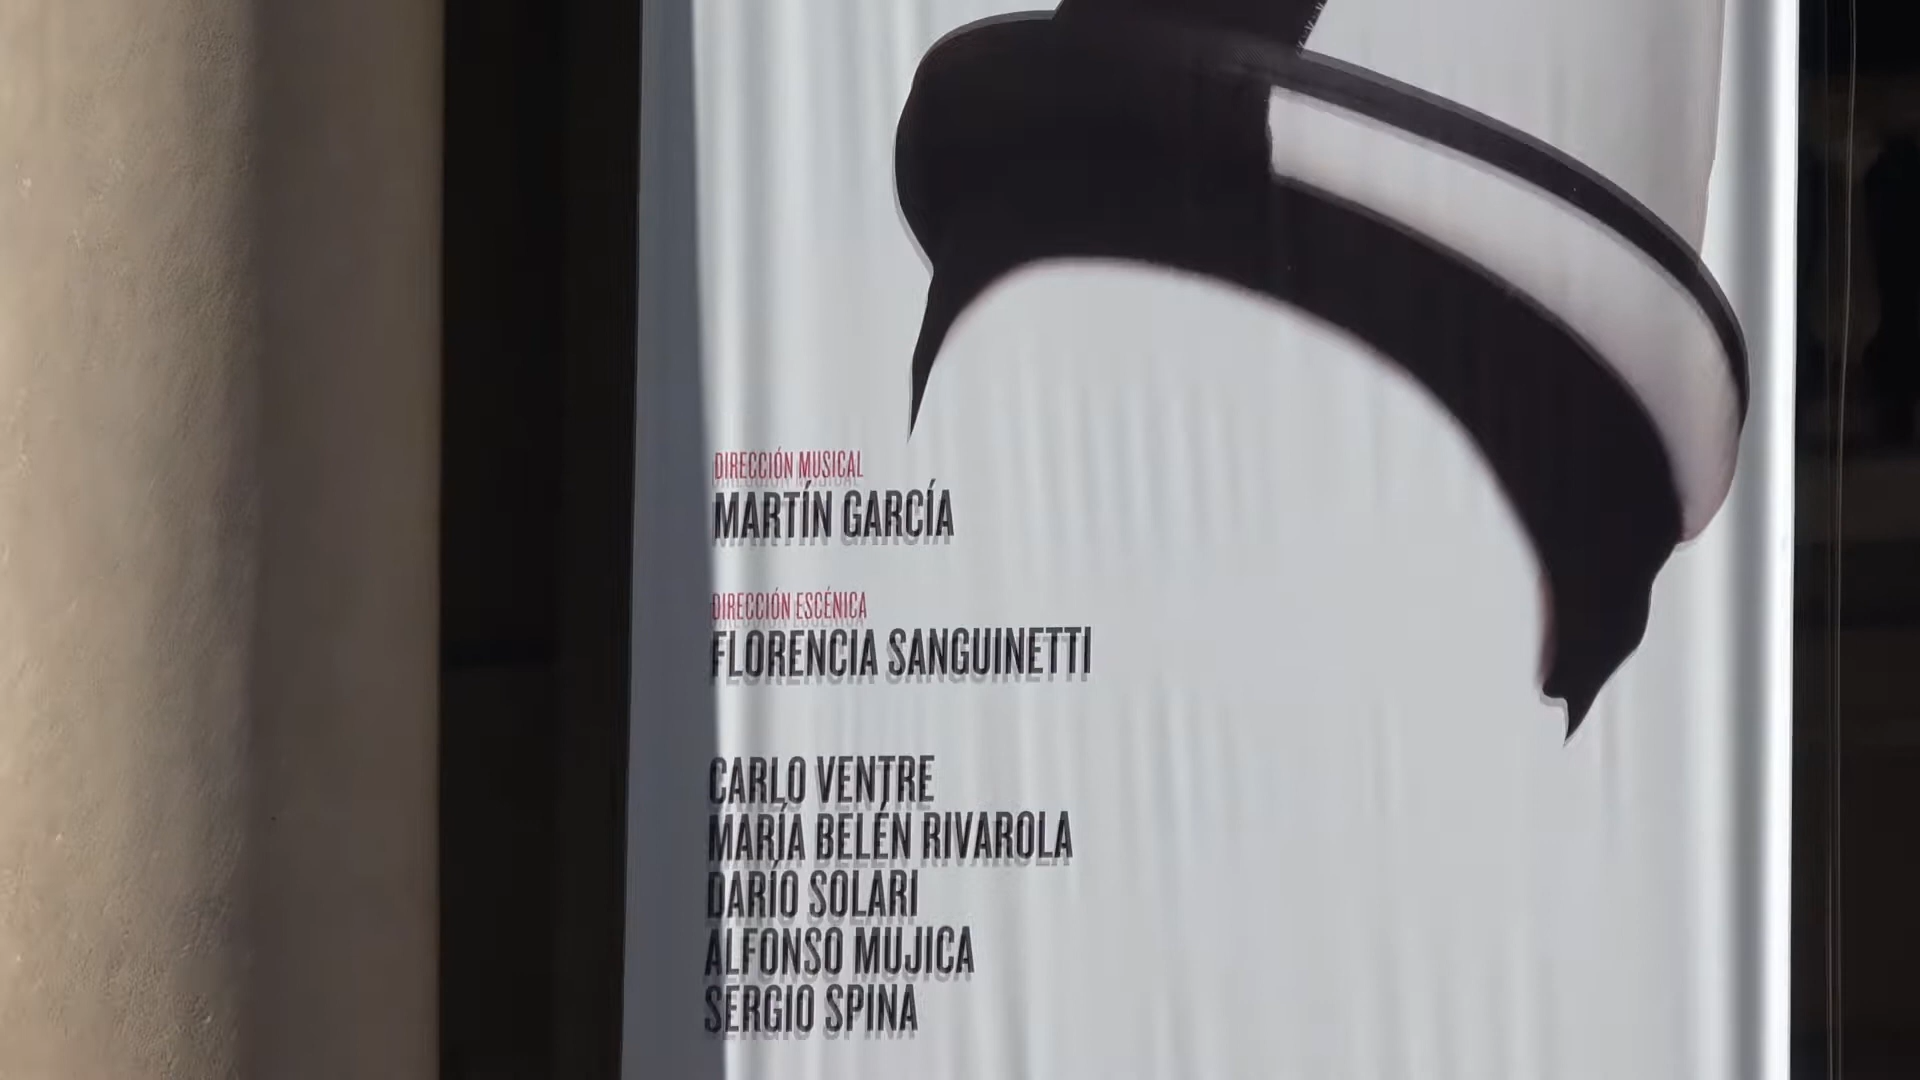 DIRECCIÓN MUSICAL
MARTÍN GARCÍA
DIRECCIÓN ESCÉNICA
FLORENCIA SANGUINETTI
CARLO VENTRE
MARÍA BELÉN RIVAROLA
DARÍO SOLARI
ALFONSO MUJICA
SERGIO SPINA